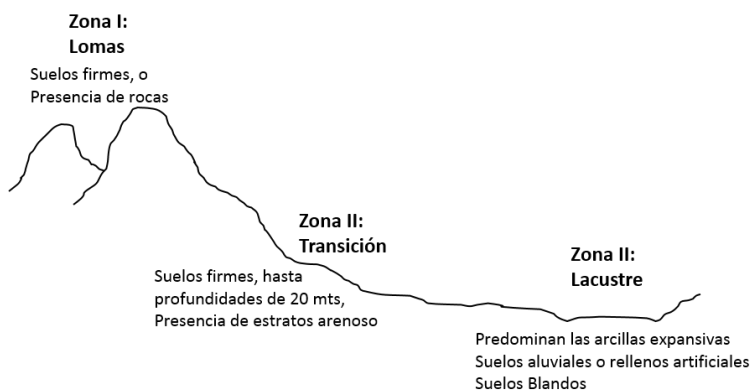 Zona I:
Lomas
Suelos firmes, o
Presencia de rocas
Zona II:
Transición
Suelos firmes, hasta
profundidades de 20 mts,
Presencia de estratos arenoso
Zona II:
Lacustre
Predominan las arcillas expansivas
Suelos aluviales o rellenos artificiales
Suelos Blandos